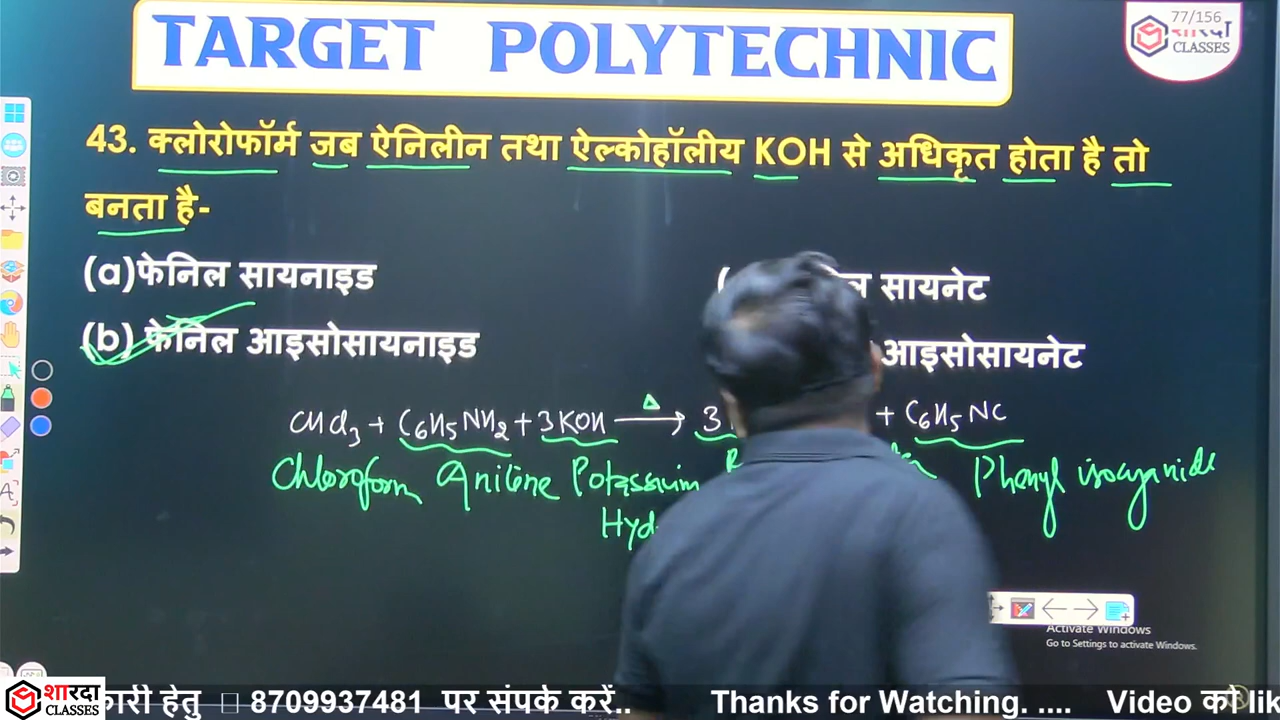 TARGET POLYTECHNIC
77/156
शारदा
CLASSES
43. क्लोरोफॉर्म जब ऐनिलीन तथा ऐल्कोहॉलीय KOH से अधिकृत होता है तो
बनता है-
(a)फेनिल सायनाइड
सायनेट
(b) फेनिल आइसोसायनाइड
आइसोसायनेट
CHCl3 + C6H5NH2 + 3KOH ⟶ Δ 3 + C6H5NC
Chloroform Aniline Potassium Phenyl isocyanide
Activate Windows
Go to Settings to activate Windows.
शारदा
CLASSES
हेतु 8709937481 पर संपर्क करें.. Thanks for Watching. .... Video को